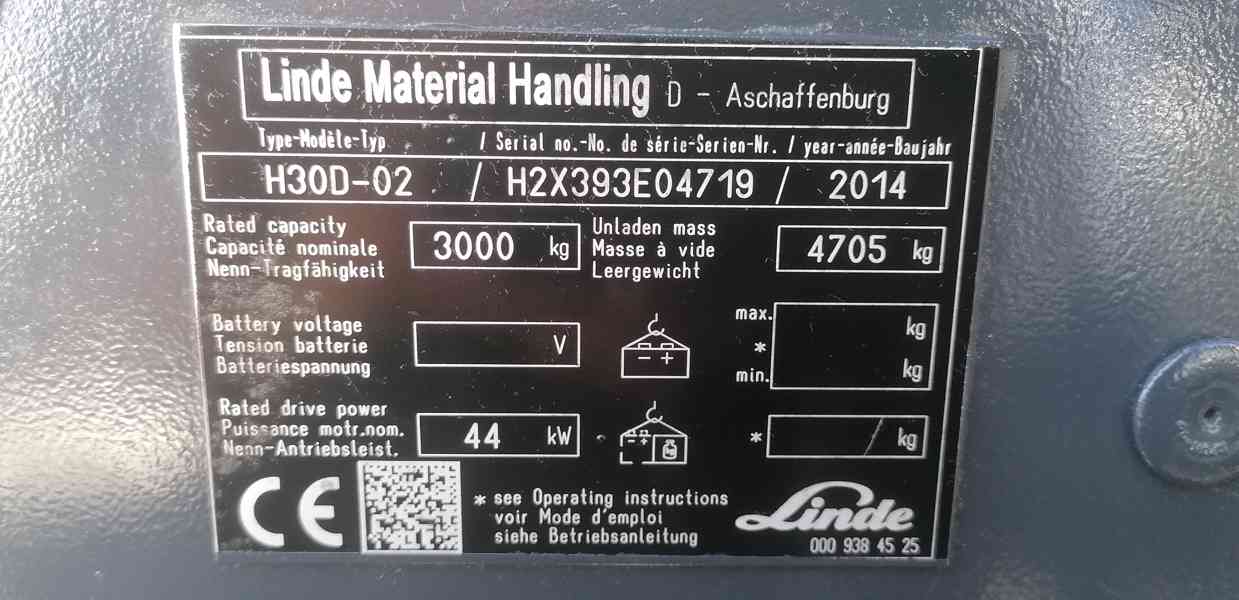 Linde Material Handling D - Aschaffenburg
Type-Modèle-Typ / Serial no.-No. de série-Serien-Nr. / year-année-Baujahr
H30D-02 / H2X393E04719 / 2014
Rated capacity
Capacité nominale
Nenn-Tragfähigkeit
3000 kg
Unladen mass
Masse à vide
Leergewicht
4705 kg
Battery voltage
Tension batterie
Batteriespannung
V
- +
max. kg
*
min. kg
Rated drive power
Puissance motr.nom.
Nenn-Antriebsleist.
44 kW
- +
kg
* / kg
CE
* see Operating instructions
voir Mode d'emploi
siehe Betriebsanleitung
Linde
000 938 45 25